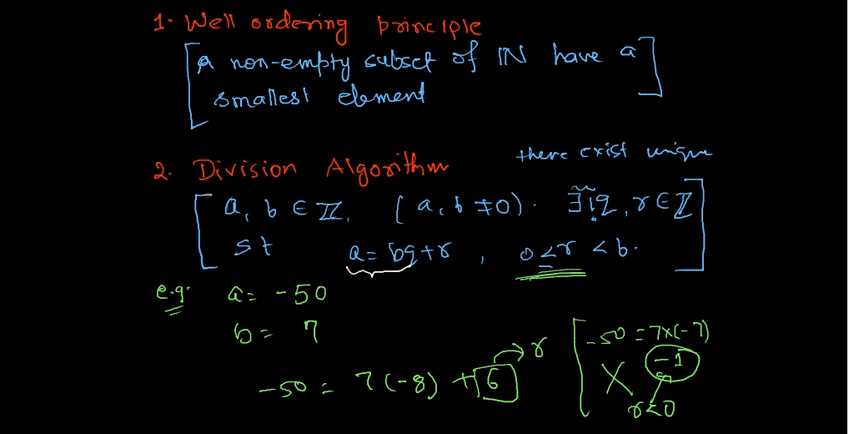 1. Well ordering principle
a non-empty subset of ℕ have a
smallest element
there exist unique
2. Division Algorithm
a, b ∈ ℤ, (a, b ≠ 0). ∃! q, r ∈ ℤ
st a = bq + r , 0 ≤ r < b.
e.g. a = -50
b = 7
-50 = 7(-8) + 6 → r
-50 = 7×(-7)
-1
r<0